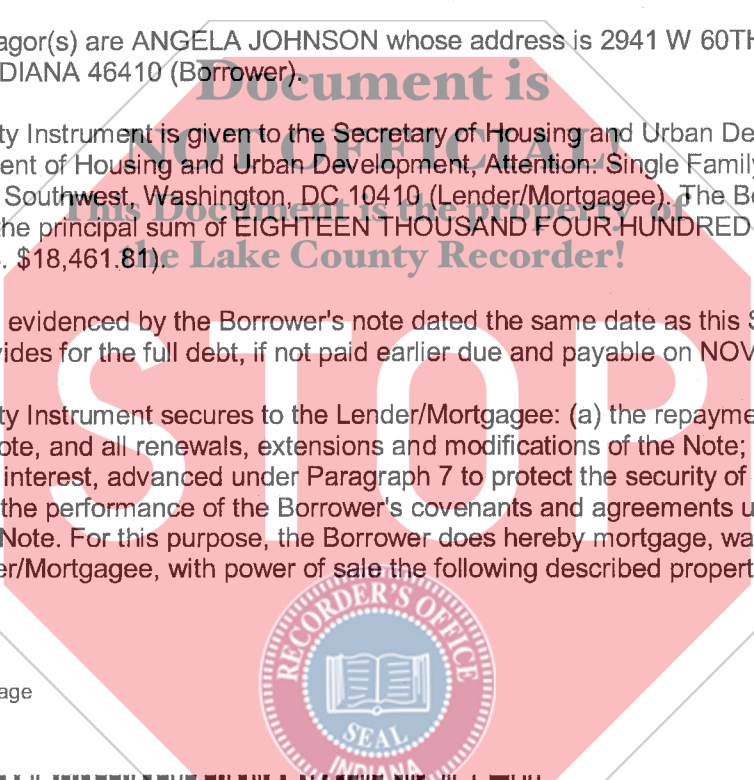 agor(s) are ANGELA JOHNSON whose address is 2941 W 60TH
DIANA 46410 (Borrower).
Document is
ty Instrument is given to the Secretary of Housing and Urban De
NOT OFFICIAL!
ent of Housing and Urban Development, Attention: Single Family
Southwest, Washington, DC 10410 (Lender/Mortgagee). The Bo
This Document is the property of
the principal sum of EIGHTEEN THOUSAND FOUR HUNDRED
. $18,461.81).
the Lake County Recorder!
evidenced by the Borrower's note dated the same date as this S
vides for the full debt, if not paid earlier due and payable on NOV
STOP
ty Instrument secures to the Lender/Mortgagee: (a) the repayme
ote, and all renewals, extensions and modifications of the Note;
interest, advanced under Paragraph 7 to protect the security of
the performance of the Borrower's covenants and agreements u
Note. For this purpose, the Borrower does hereby mortgage, wa
er/Mortgagee, with power of sale the following described propert
RECORDER'S OFFICE
SEAL
INDIANA
age